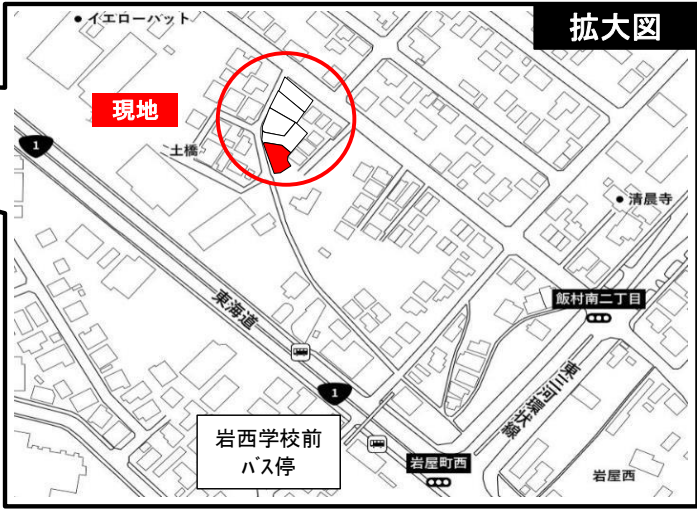 イエローハット
拡大図
現地
1
土橋
清晨寺
飯村南二丁目
東海道
東三河環状線
1
岩西学校前
バス停
岩屋町西
岩屋西